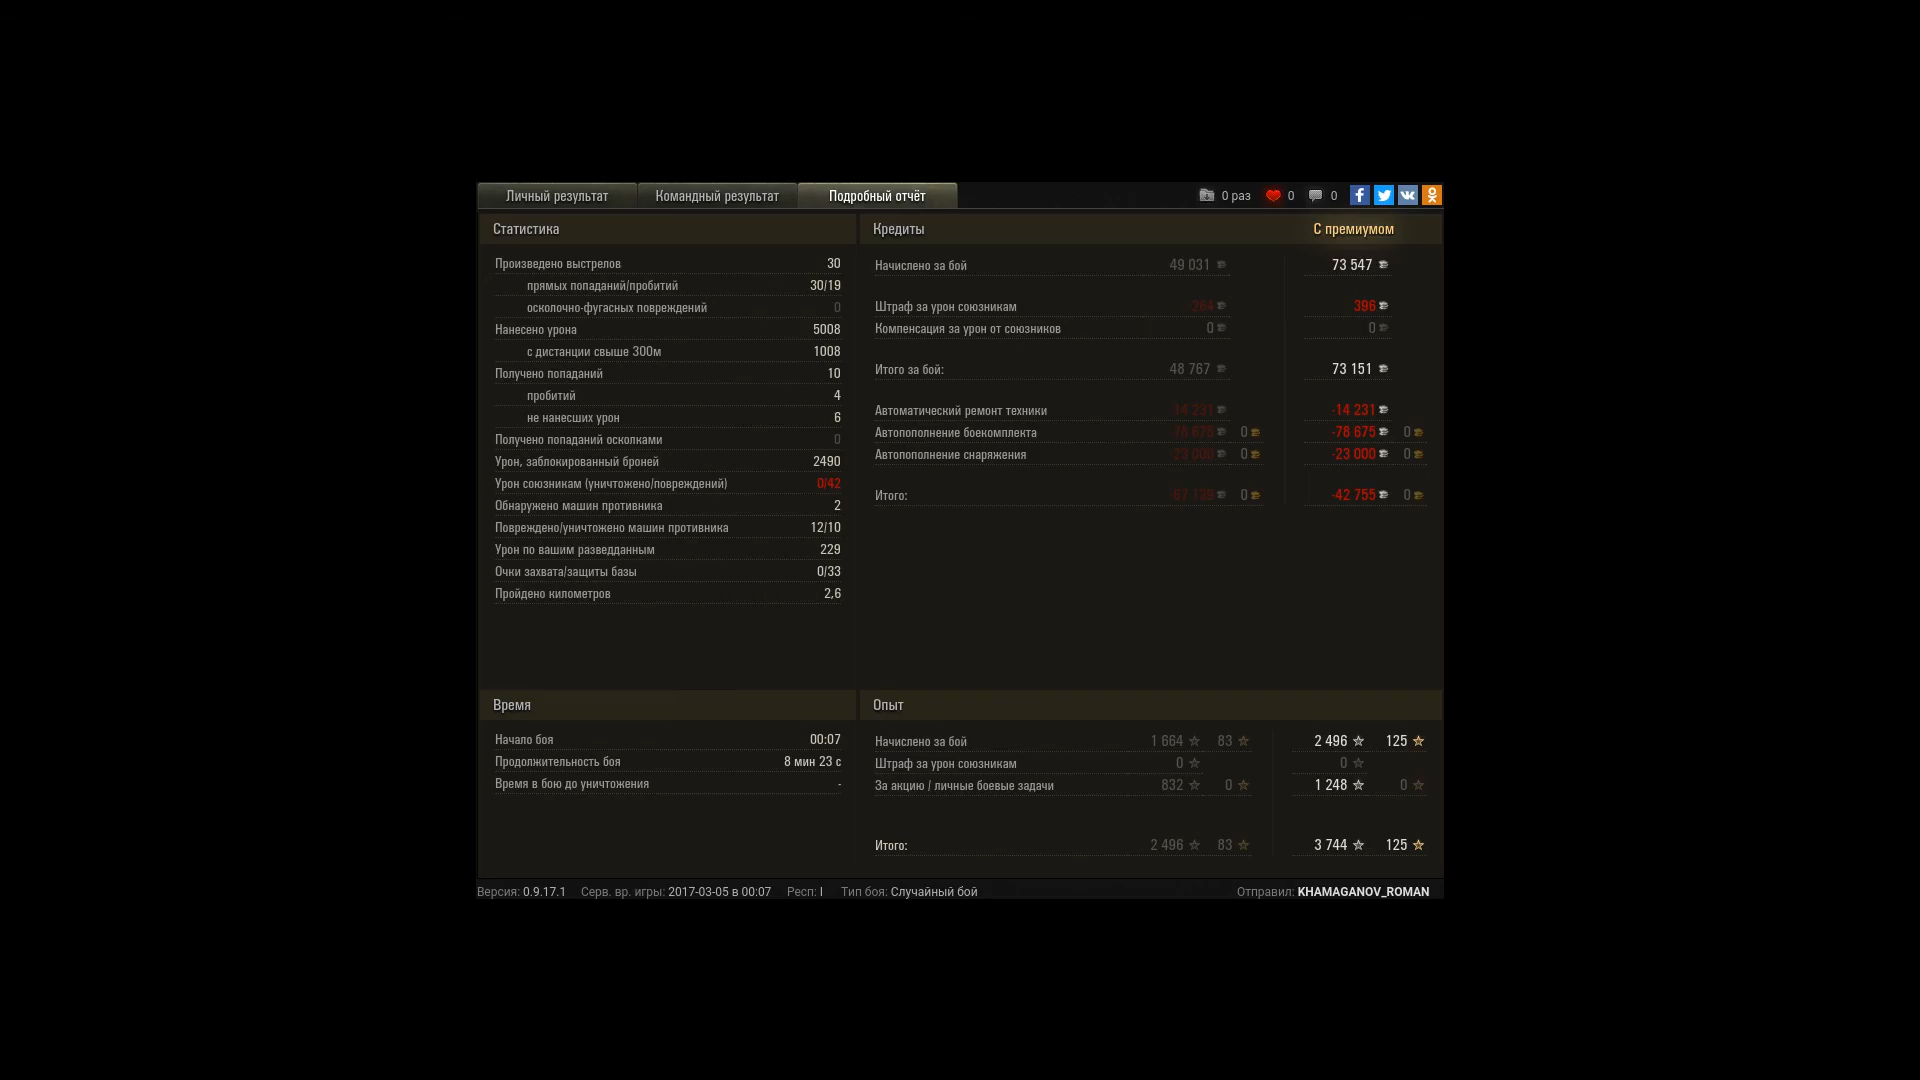 Личный результат Командный результат Подробный отчёт 0 раз 0 0
Статистика
Произведено выстрелов 30
прямых попаданий/пробитий 30/19
осколочно-фугасных повреждений 0
Нанесено урона 5008
с дистанции свыше 300м 1008
Получено попаданий 10
пробитий 4
не нанесших урон 6
Получено попаданий осколками 0
Урон, заблокированный броней 2490
Урон союзникам (уничтожено/повреждений) 0/42
Обнаружено машин противника 2
Повреждено/уничтожено машин противника 12/10
Урон по вашим разведданным 229
Очки захвата/защиты базы 0/33
Пройдено километров 2,6
Кредиты С премиумом
Начислено за бой 49 031 73 547
Штраф за урон союзникам -264 396
Компенсация за урон от союзников 0 0
Итого за бой: 48 767 73 151
Автоматический ремонт техники -14 231 -14 231
Автопополнение боекомплекта -78 675 0 -78 675 0
Автопополнение снаряжения -23 000 0 -23 000 0
Итого: -67 139 0 -42 755 0
Время
Начало боя 00:07
Продолжительность боя 8 мин 23 с
Время в бою до уничтожения -
Опыт
Начислено за бой 1 664 83 2 496 125
Штраф за урон союзникам 0 0
За акцию / личные боевые задачи 832 0 1 248 0
Итого: 2 496 83 3 744 125
Версия: 0.9.17.1 Серв. вр. игры: 2017-03-05 в 00:07 Респ: I Тип боя: Случайный бой Отправил: KHAMAGANOV_ROMAN